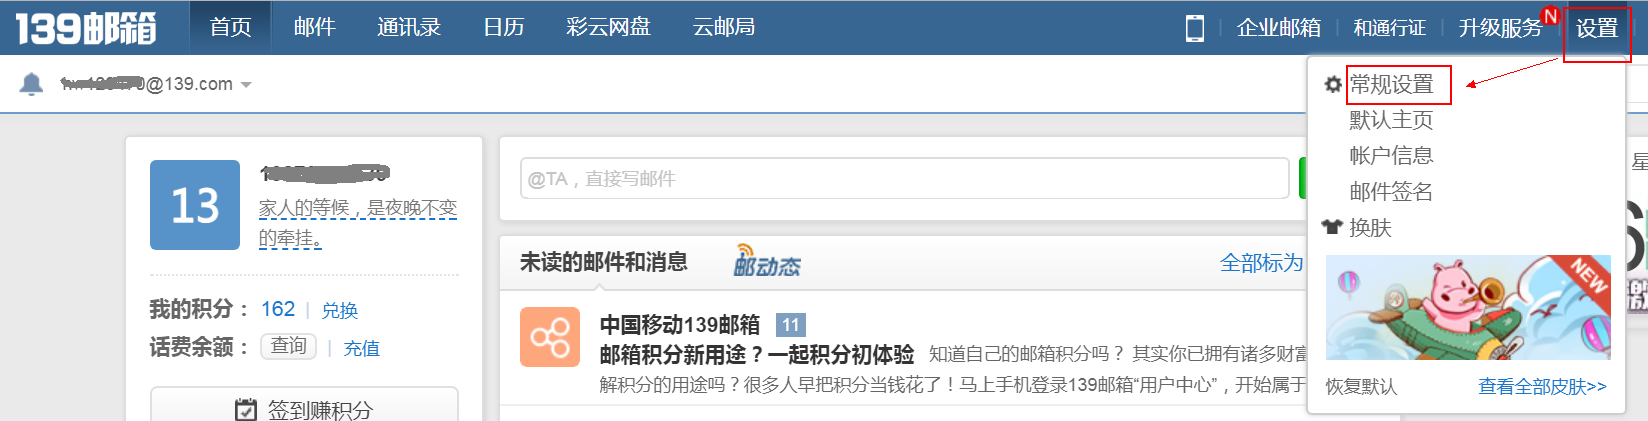 139邮箱 首页 邮件 通讯录 日历 彩云网盘 云邮局 企业邮箱 和通行证 升级服务 N 设置
@139.com
常规设置
默认主页
帐户信息
邮件签名
换肤
NEW
恢复默认 查看全部皮肤>>
13
家人的等候，是夜晚不变
的牵挂。
我的积分： 162 兑换
话费余额： 查询 充值
签到赚积分
@TA，直接写邮件
未读的邮件和消息 邮动态 全部标为
中国移动139邮箱 11
邮箱积分新用途？一起积分初体验 知道自己的邮箱积分吗？ 其实你已拥有诸多财富
解积分的用途吗？很多人早把积分当钱花了！马上手机登录139邮箱“用户中心”，开始属于
星